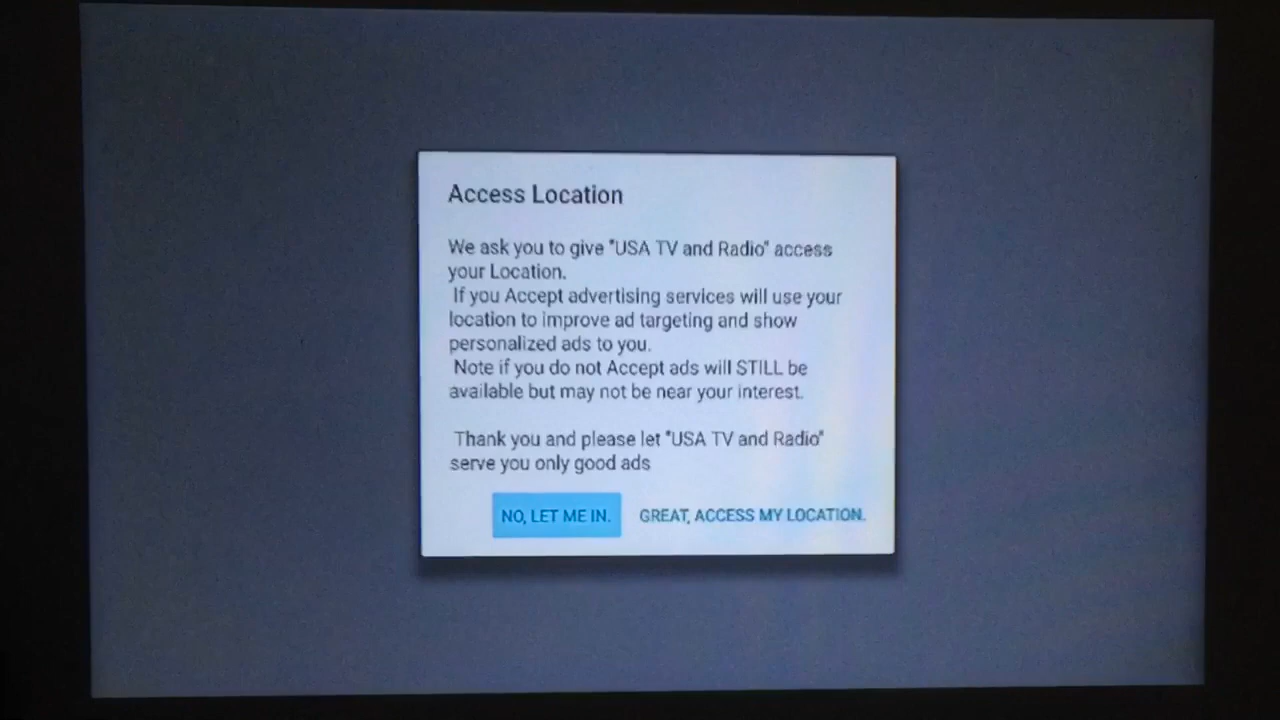 Access Location
We ask you to give "USA TV and Radio" access
your Location.
If you Accept advertising services will use your
location to improve ad targeting and show
personalized ads to you.
Note if you do not Accept ads will STILL be
available but may not be near your interest.
Thank you and please let "USA TV and Radio"
serve you only good ads
NO, LET ME IN. GREAT, ACCESS MY LOCATION.